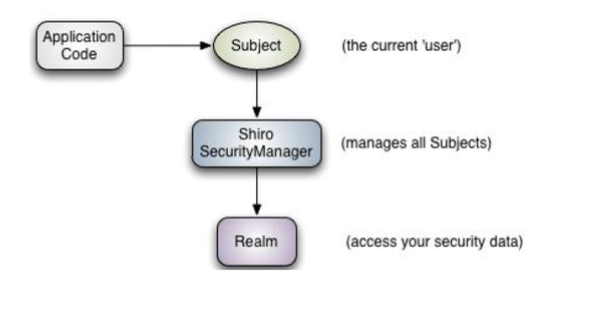 Application
Code
Subject
(the current 'user')
Shiro
SecurityManager
(manages all Subjects)
Realm
(access your security data)